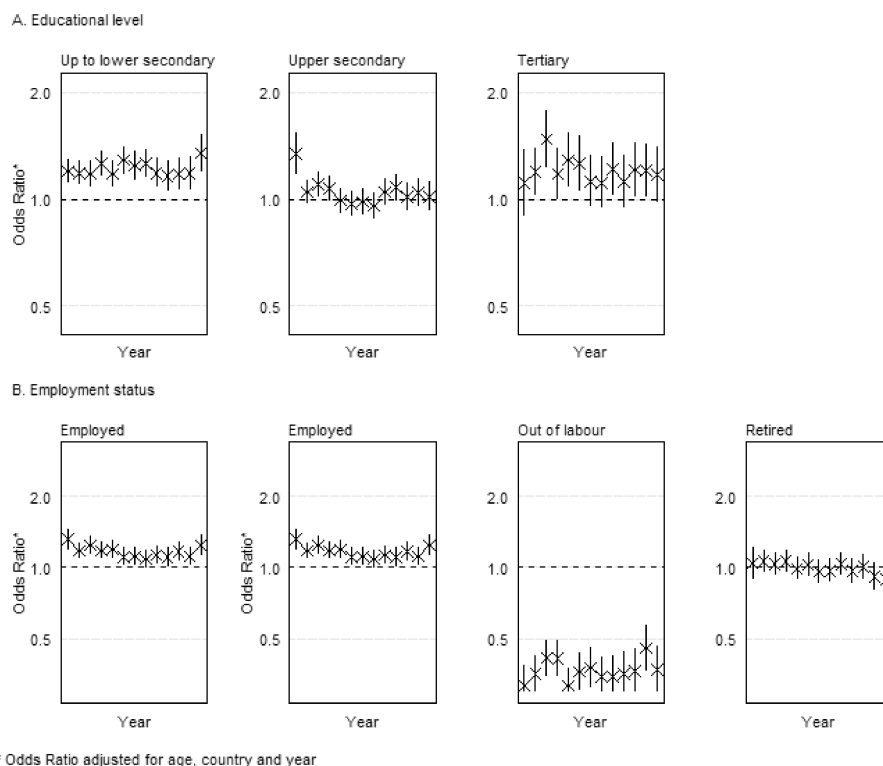 A. Educational level
Up to lower secondary
Upper secondary
Tertiary
2.0
2.0
2.0
Odds Ratio*
1.0
1.0
1.0
0.5
0.5
0.5
Year
Year
Year
B. Employment status
Employed
Employed
Out of labour
Retired
2.0
2.0
2.0
2.0
Odds Ratio*
Odds Ratio*
1.0
1.0
1.0
1.0
0.5
0.5
0.5
0.5
Year
Year
Year
Year
* Odds Ratio adjusted for age, country and year